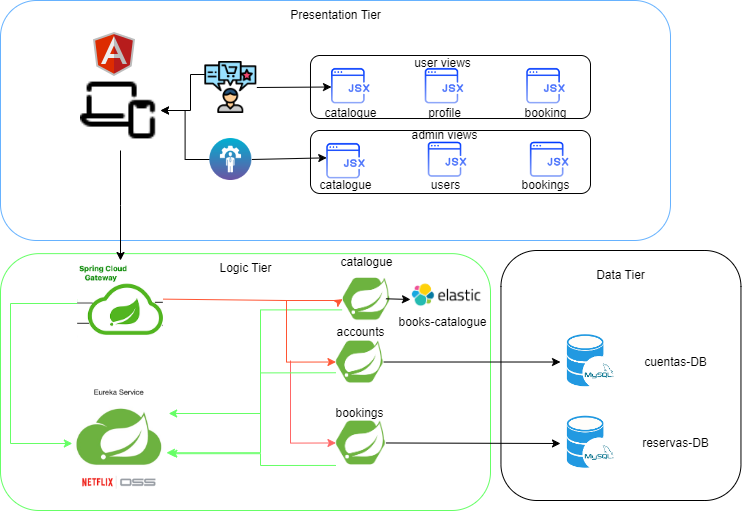 Presentation Tier
A
user views
JSX
JSX
JSX
catalogue
profile
booking
admin views
JSX
JSX
JSX
catalogue
users
bookings
Logic Tier
catalogue
Spring Cloud
Gateway
elastic
books-catalogue
accounts
bookings
Eureka Service
NETFLIX OSS
Data Tier
MySQL
cuentas-DB
MySQL
reservas-DB